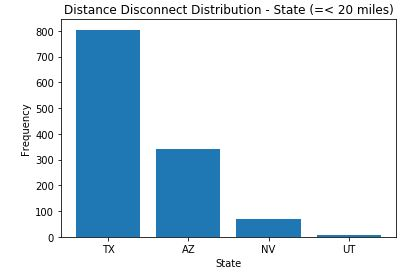 Distance Disconnect Distribution - State (=< 20 miles)
800
700
600
500
400
300
200
100
0
Frequency
TX AZ NV UT
State